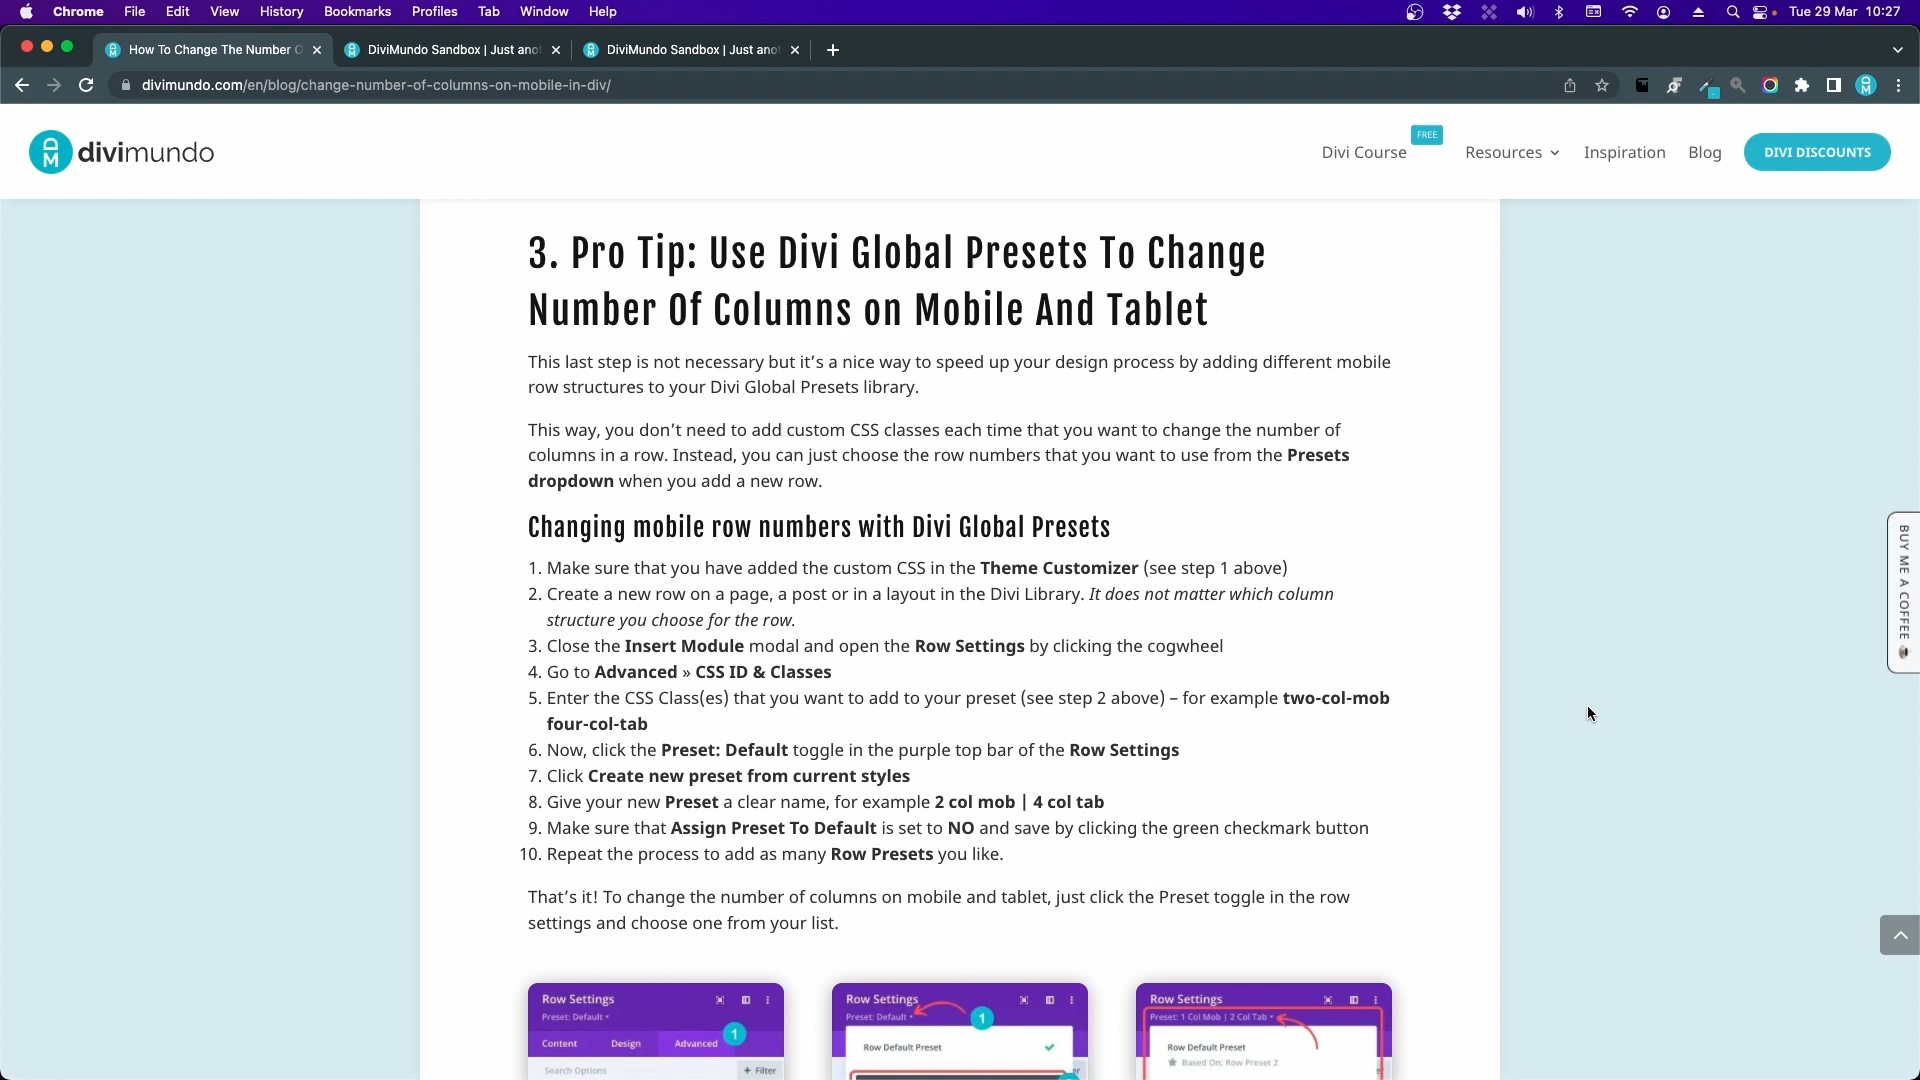 Chrome File Edit View History Bookmarks Profiles Tab Window Help Tue 29 Mar 10:27
How To Change The Number O DiviMundo Sandbox | Just ano DiviMundo Sandbox | Just ano
divimundo.com/en/blog/change-number-of-columns-on-mobile-in-div/
DM divimundo Divi Course FREE Resources Inspiration Blog DIVI DISCOUNTS
3. Pro Tip: Use Divi Global Presets To Change
Number Of Columns on Mobile And Tablet
This last step is not necessary but it's a nice way to speed up your design process by adding different mobile
row structures to your Divi Global Presets library.
This way, you don't need to add custom CSS classes each time that you want to change the number of
columns in a row. Instead, you can just choose the row numbers that you want to use from the Presets
dropdown when you add a new row.
Changing mobile row numbers with Divi Global Presets
1. Make sure that you have added the custom CSS in the Theme Customizer (see step 1 above)
2. Create a new row on a page, a post or in a layout in the Divi Library. It does not matter which column
structure you choose for the row.
3. Close the Insert Module modal and open the Row Settings by clicking the cogwheel
4. Go to Advanced » CSS ID & Classes
5. Enter the CSS Class(es) that you want to add to your preset (see step 2 above) – for example two-col-mob
four-col-tab
6. Now, click the Preset: Default toggle in the purple top bar of the Row Settings
7. Click Create new preset from current styles
8. Give your new Preset a clear name, for example 2 col mob | 4 col tab
9. Make sure that Assign Preset To Default is set to NO and save by clicking the green checkmark button
10. Repeat the process to add as many Row Presets you like.
That's it! To change the number of columns on mobile and tablet, just click the Preset toggle in the row
settings and choose one from your list.
BUY ME A COFFEE
Row Settings
Preset: Default
1
Content Design Advanced
Search Options + Filter
Row Settings
Preset: Default
1
Row Default Preset
Row Settings
Preset: 1 Col Mob | 2 Col Tab
Row Default Preset
Based On: Row Preset 2